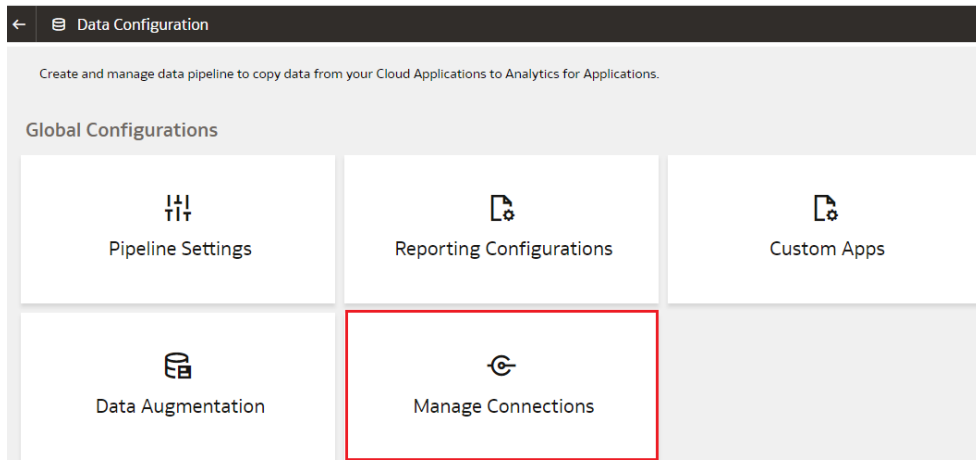 Data Configuration
Create and manage data pipeline to copy data from your Cloud Applications to Analytics for Applications.
Global Configurations
Pipeline Settings
Reporting Configurations
Custom Apps
Data Augmentation
Manage Connections